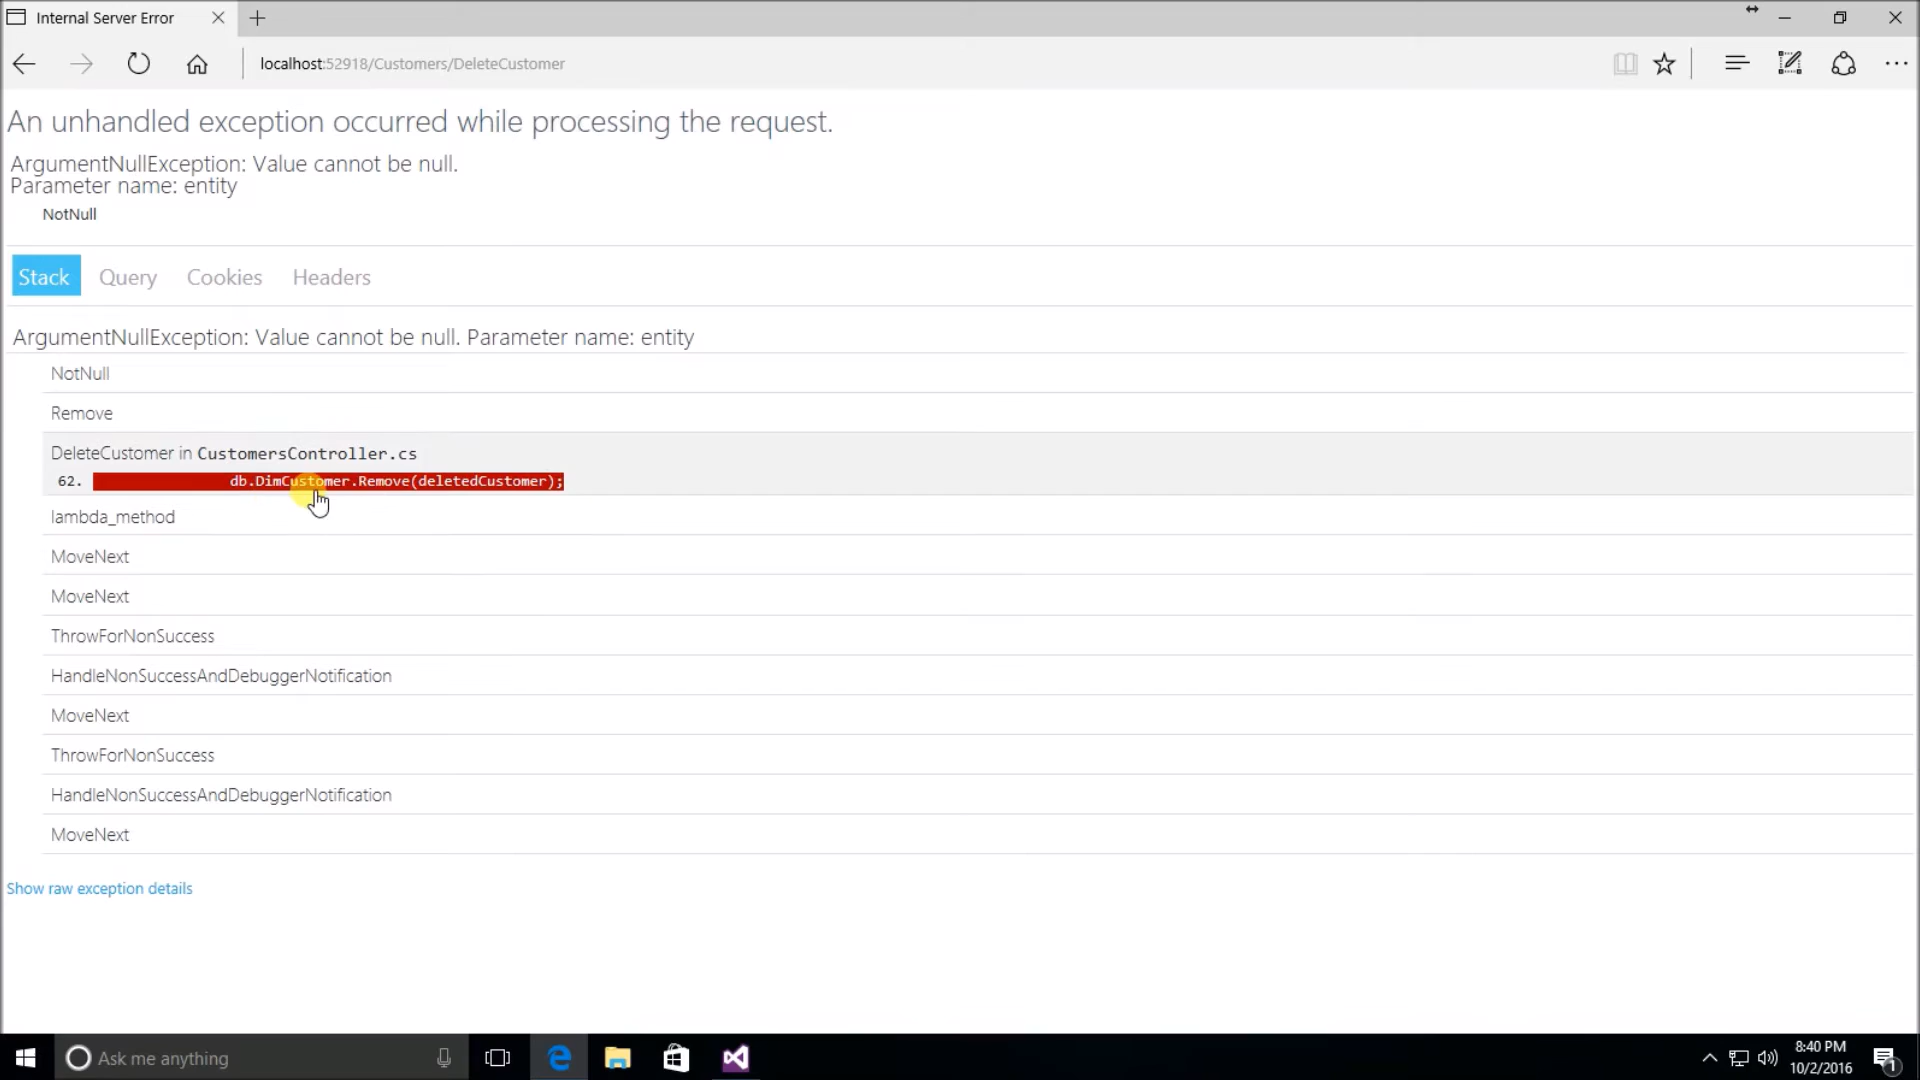 Internal Server Error
localhost:52918/Customers/DeleteCustomer
An unhandled exception occurred while processing the request.
ArgumentNullException: Value cannot be null.
Parameter name: entity
NotNull
Stack Query Cookies Headers
ArgumentNullException: Value cannot be null. Parameter name: entity
NotNull
Remove
DeleteCustomer in CustomersController.cs
62. db.DimCustomer.Remove(deletedCustomer);
lambda_method
MoveNext
MoveNext
ThrowForNonSuccess
HandleNonSuccessAndDebuggerNotification
MoveNext
ThrowForNonSuccess
HandleNonSuccessAndDebuggerNotification
MoveNext
Show raw exception details
Ask me anything
8:40 PM
10/2/2016
1